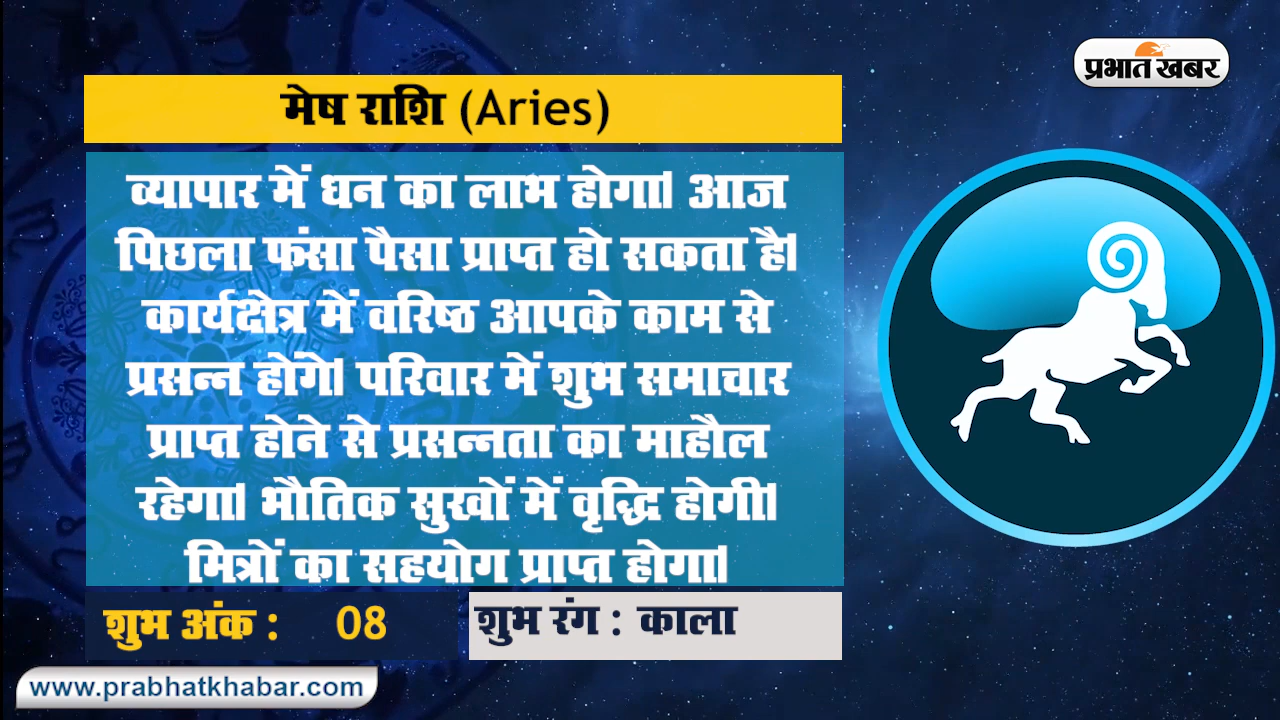 प्रभात खबर
मेष राशि (Aries)
व्यापार में धन का लाभ होगा। आज
पिछला फंसा पैसा प्राप्त हो सकता है।
कार्यक्षेत्र में वरिष्ठ आपके काम से
प्रसन्न होंगे। परिवार में शुभ समाचार
प्राप्त होने से प्रसन्नता का माहौल
रहेगा। भौतिक सुखों में वृद्धि होगी।
मित्रों का सहयोग प्राप्त होगा।
शुभ अंक : 08 शुभ रंग : काला
www.prabhatkhabar.com